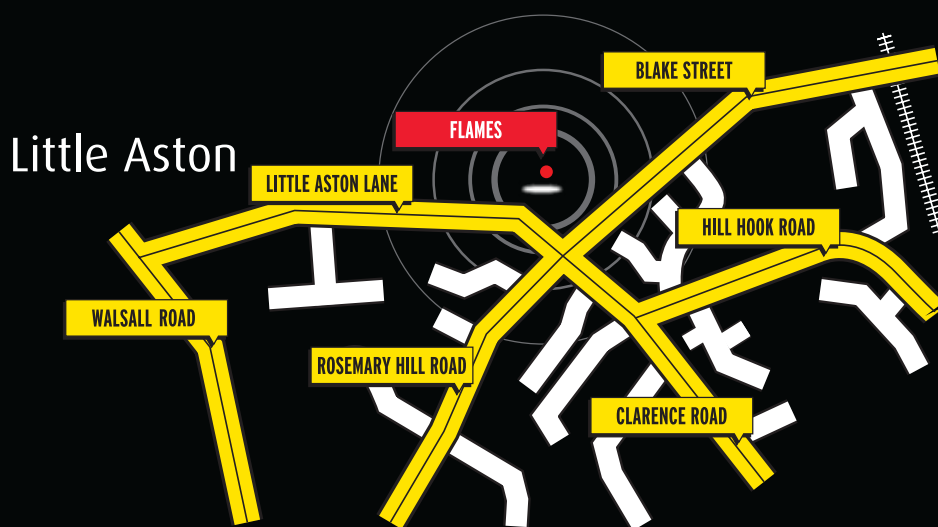 BLAKE STREET
FLAMES
Little Aston
LITTLE ASTON LANE
HILL HOOK ROAD
WALSALL ROAD
ROSEMARY HILL ROAD
CLARENCE ROAD